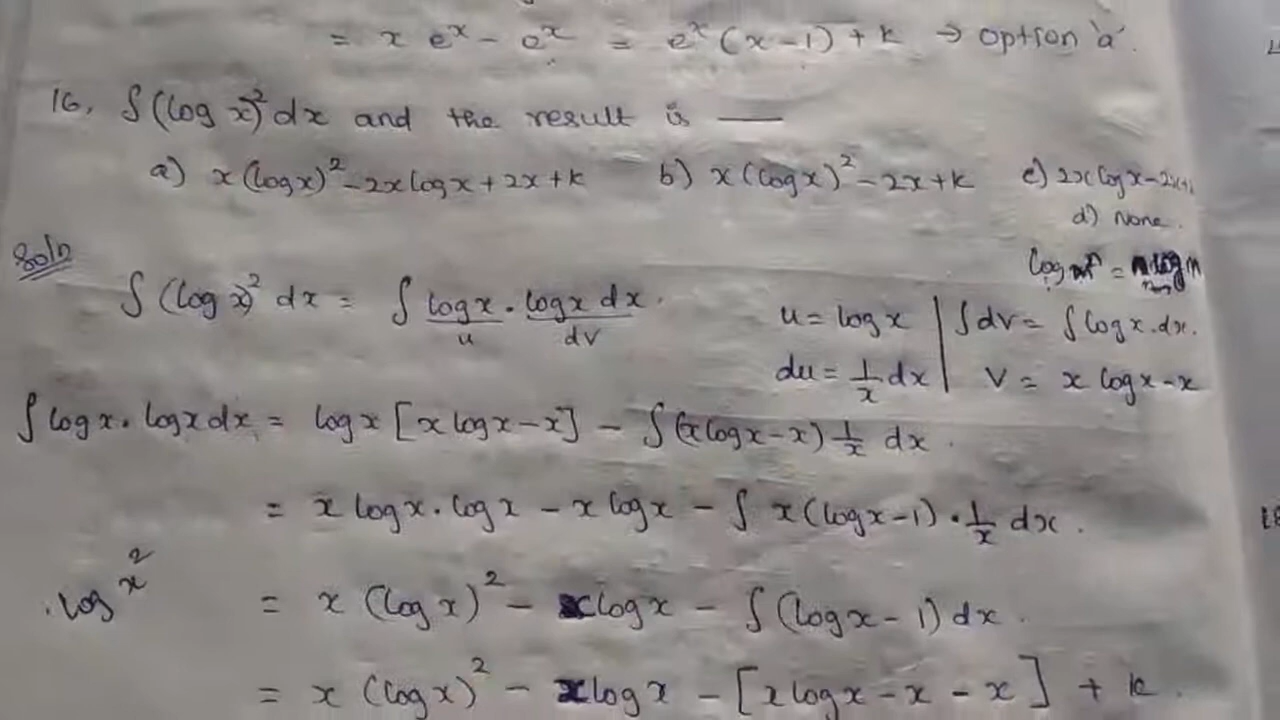 = x e^x - e^x = e^x (x-1) + k → option 'a'.
16. ∫(log x)^2 dx and the result is ___
a) x(log x)^2 - 2x log x + 2x + k b) x(log x)^2 - 2x + k c) 2x log x - 2x+
d) None.
Soln
∫(log x)^2 dx = ∫ log x . log x dx.
u dv
u = log x | ∫dv = ∫log x . dx.
du = 1/x dx | v = x log x - x
∫ log x . log x dx = log x [x log x - x] - ∫(x log x - x) 1/x dx.
= x log x . log x - x log x - ∫ x(log x - 1) . 1/x dx.
.log x^2
= x (log x)^2 - x log x - ∫(log x - 1) dx.
= x (log x)^2 - x log x - [x log x - x - x] + k.